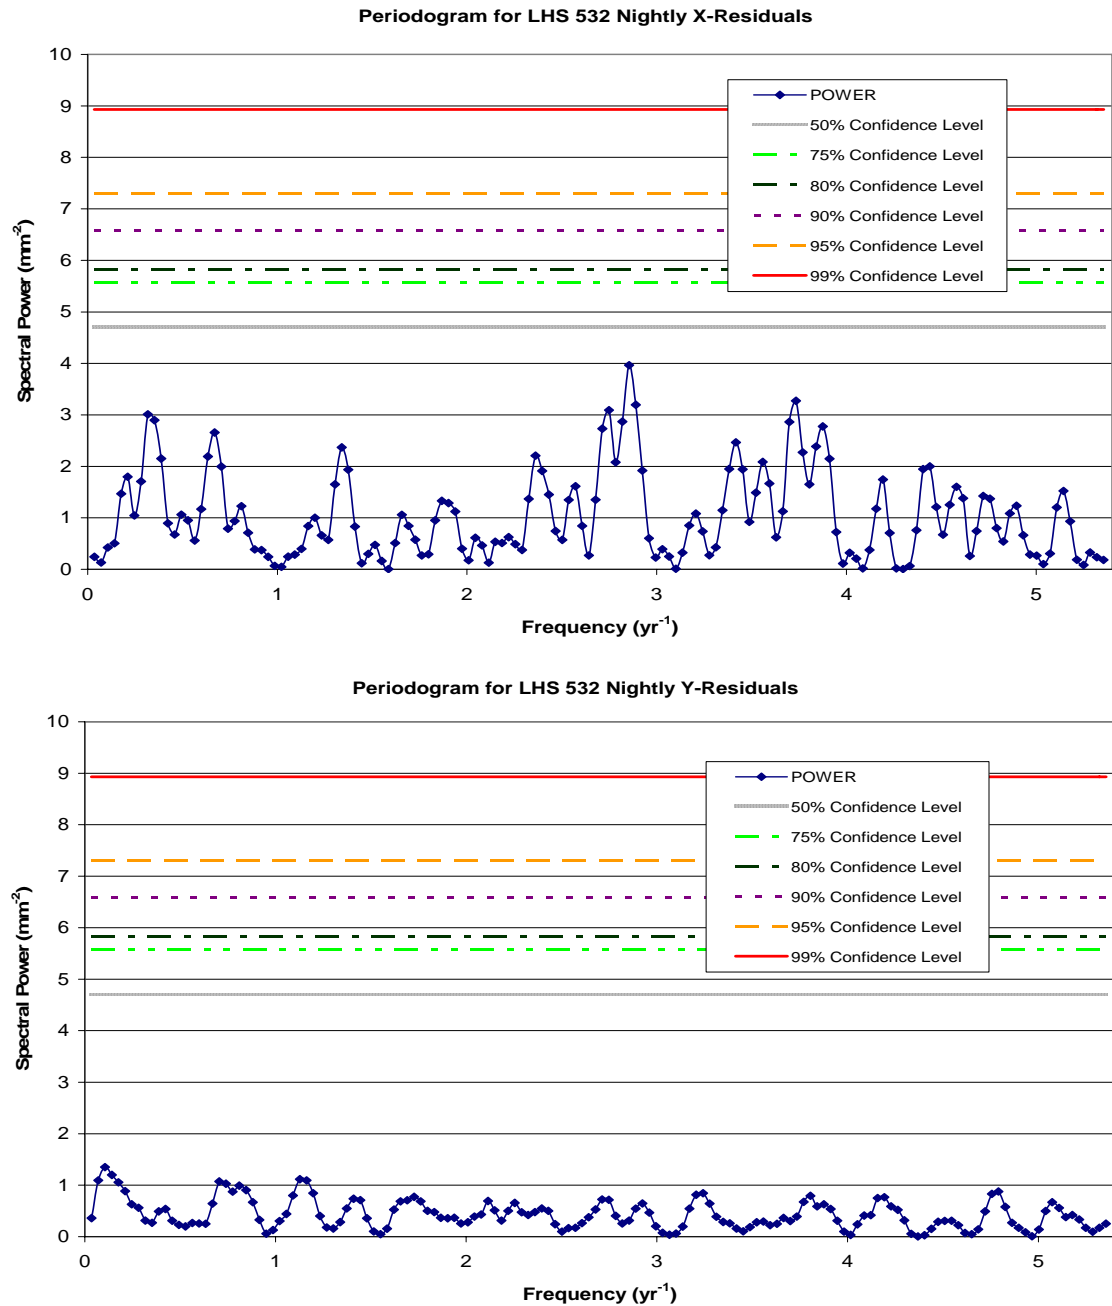 Periodogram for LHS 532 Nightly X-Residuals
10
9
8
7
6
5
4
3
2
1
0
Spectral Power (mm-2)
POWER
50% Confidence Level
75% Confidence Level
80% Confidence Level
90% Confidence Level
95% Confidence Level
99% Confidence Level
0 1 2 3 4 5
Frequency (yr-1)
Periodogram for LHS 532 Nightly Y-Residuals
10
9
8
7
6
5
4
3
2
1
0
Spectral Power (mm-2)
POWER
50% Confidence Level
75% Confidence Level
80% Confidence Level
90% Confidence Level
95% Confidence Level
99% Confidence Level
0 1 2 3 4 5
Frequency (yr-1)